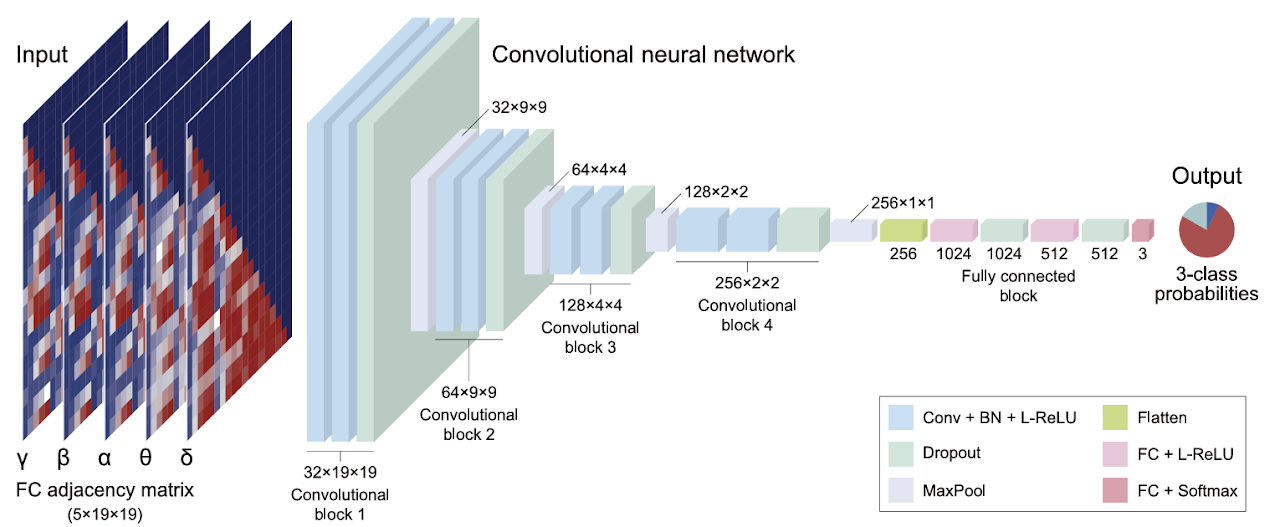 Input
Convolutional neural network
32×9×9
64×4×4
128×2×2
256×1×1
Output
256
1024
1024
512
512
3
Fully connected
block
3-class
probabilities
256×2×2
Convolutional
block 4
128×4×4
Convolutional
block 3
64×9×9
Convolutional
block 2
32×19×19
Convolutional
block 1
γ β α θ δ
FC adjacency matrix
(5×19×19)
Conv + BN + L-ReLU
Dropout
MaxPool
Flatten
FC + L-ReLU
FC + Softmax